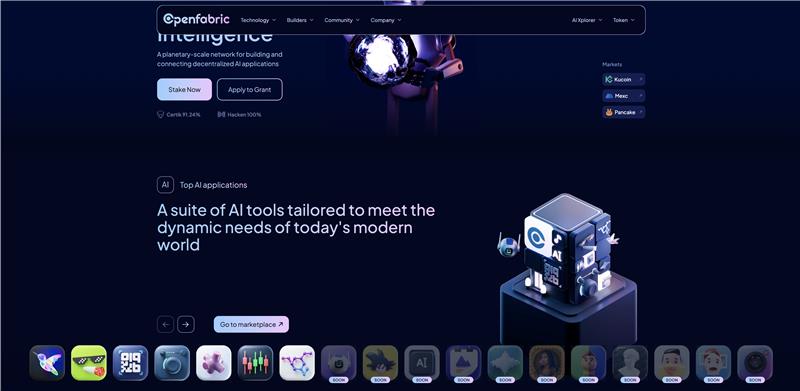 Openfabric
Technology
Builders
Community
Company
AI Xplorer
Token
Intelligence
A planetary-scale network for building and
connecting decentralized AI applications
Stake Now
Apply to Grant
Certik 91.24%
Hacken 100%
Markets
Kucoin
Mexc
Pancake
AI
Top AI applications
A suite of AI tools tailored to meet the
dynamic needs of today's modern
world
AI
Go to marketplace
AI
SOON
SOON
SOON
SOON
SOON
SOON
SOON
SOON
SOON
SOON
SOON